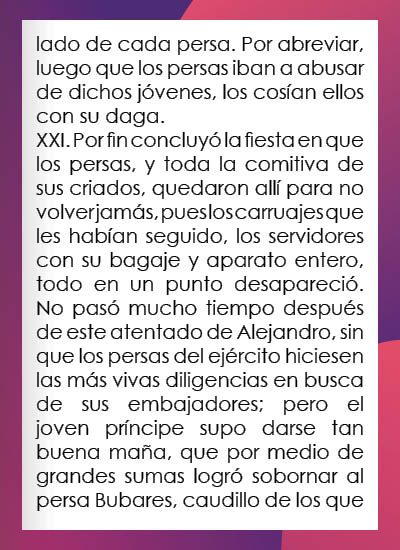 lado de cada persa. Por abreviar,
luego que los persas iban a abusar
de dichos jóvenes, los cosían ellos
con su daga.
XXI. Por fin concluyó la fiesta en que
los persas, y toda la comitiva de
sus criados, quedaron allí para no
volver jamás, pues los carruajes que
les habían seguido, los servidores
con su bagaje y aparato entero,
todo en un punto desapareció.
No pasó mucho tiempo después
de este atentado de Alejandro, sin
que los persas del ejército hiciesen
las más vivas diligencias en busca
de sus embajadores; pero el
joven príncipe supo darse tan
buena maña, que por medio de
grandes sumas logró sobornar al
persa Bubares, caudillo de los que